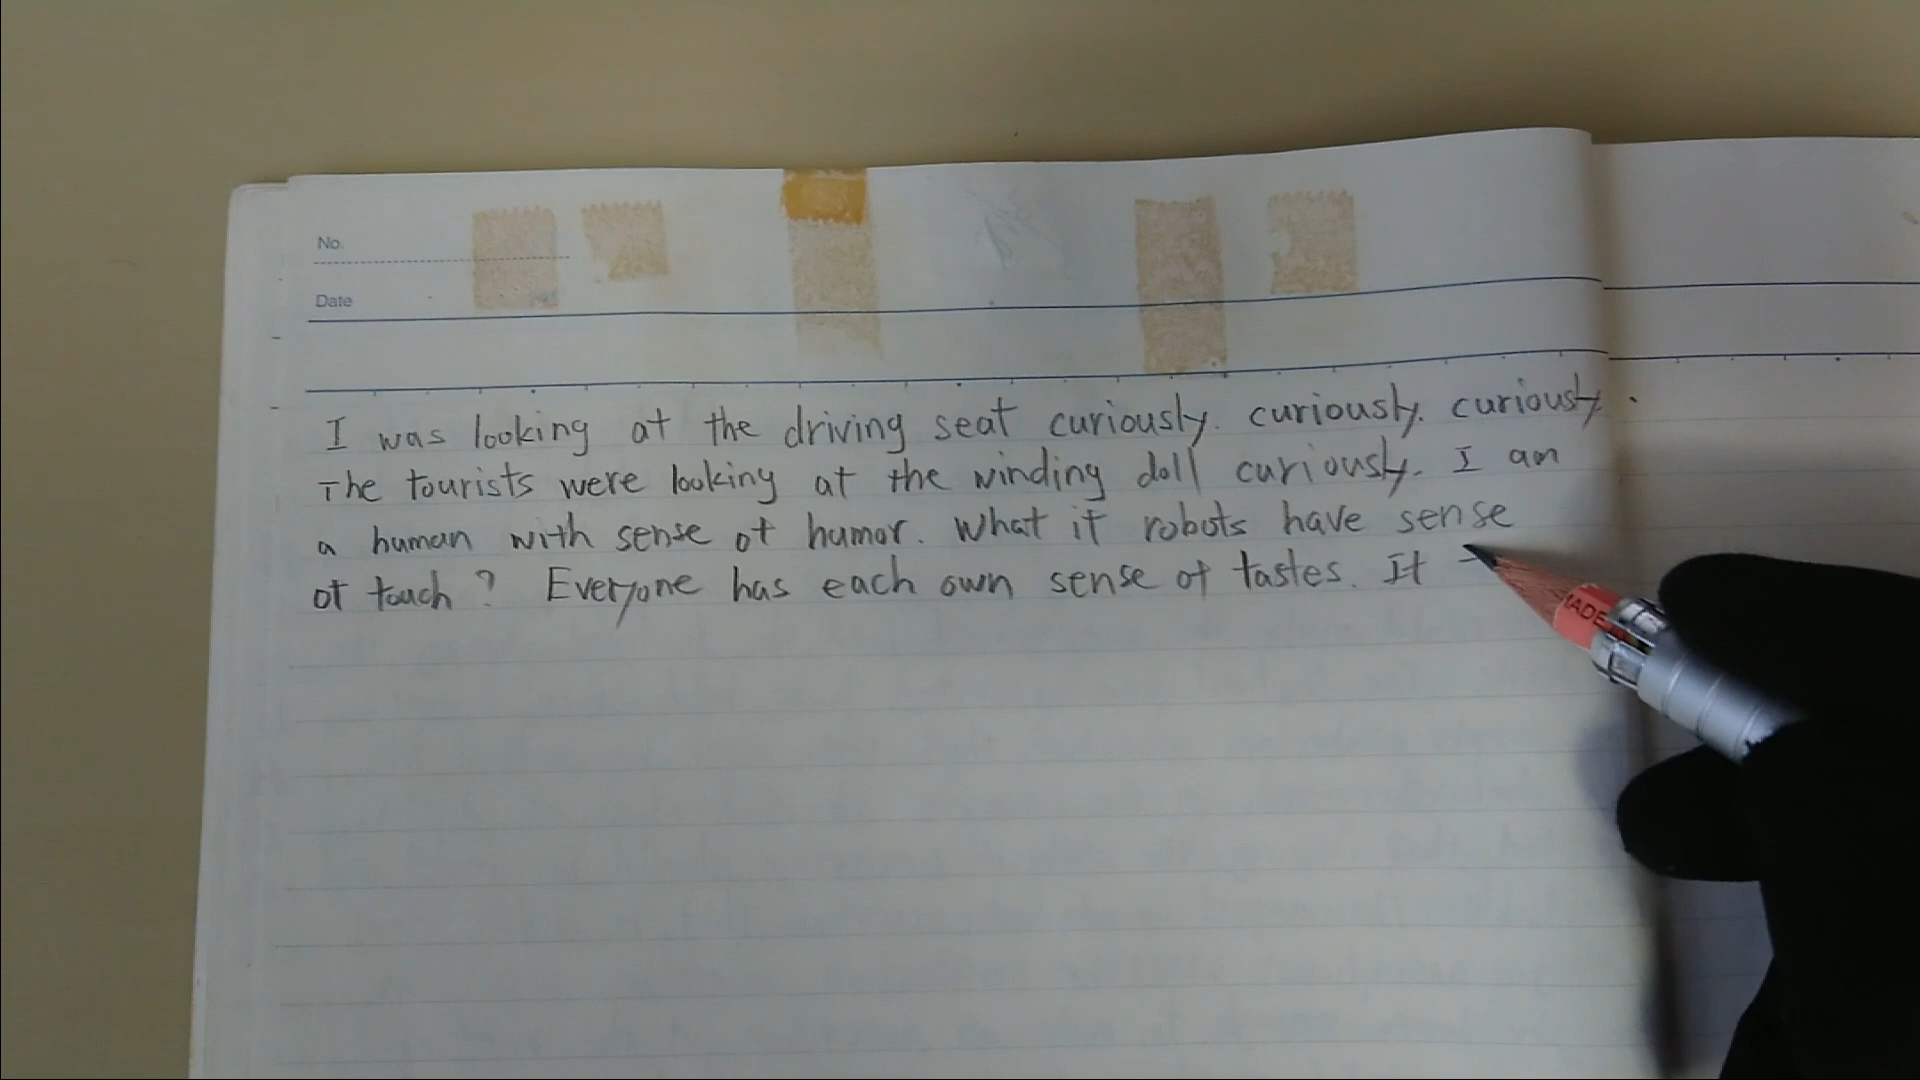 No.
Date
I was looking at the driving seat curiously. curiously. curiously.
The tourists were looking at the winding doll curiously. I am
a human with sense of humor. What if robots have sense
of touch? Everyone has each own sense of tastes. It
MADE